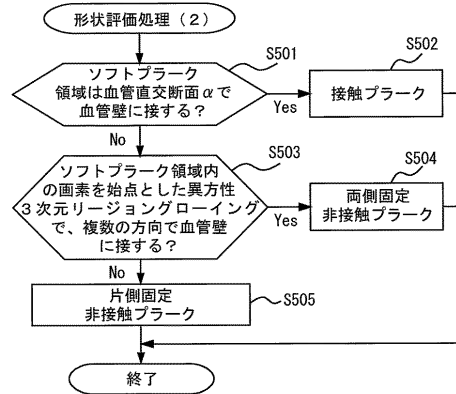 形状評価処理（２）
S501
ソフトプラーク
領域は血管直交断面αで
血管壁に接する？
Yes
S502
接触プラーク
No
S503
ソフトプラーク領域内
の画素を始点とした異方性
３次元リージョングローイング
で、複数の方向で血管壁
に接する？
Yes
S504
両側固定
非接触プラーク
No
片側固定
非接触プラーク
S505
終了